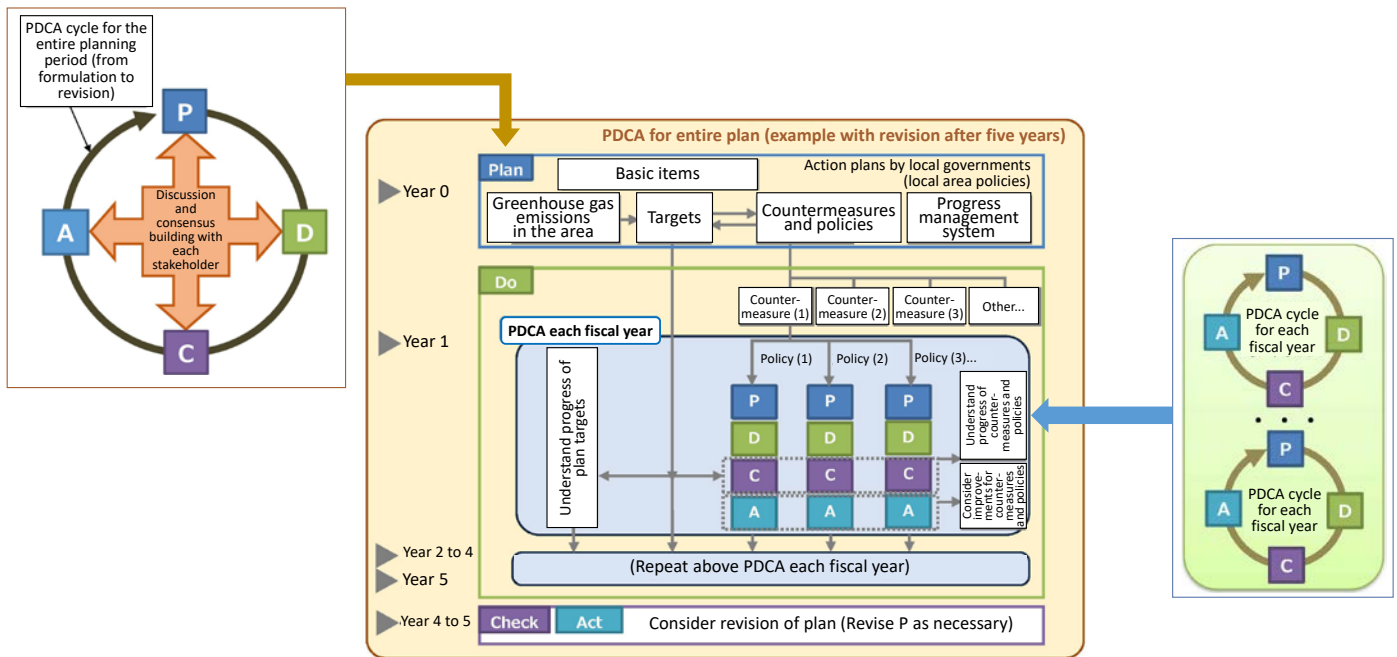 PDCA cycle for the
entire planning
period (from
formulation to
revision)
P
A
D
C
Discussion
and
consensus
building with
each
stakeholder
PDCA for entire plan (example with revision after five years)
Year 0
Plan
Basic items
Action plans by local governments
(local area policies)
Greenhouse gas
emissions
in the area
Targets
Countermeasures
and policies
Progress
management
system
Do
Counter-
measure (1)
Counter-
measure (2)
Counter-
measure (3)
Other...
Year 1
PDCA each fiscal year
Understand progress of
plan targets
Policy (1)
Policy (2)
Policy (3)...
P P P
D D D
C C C
A A A
Understand
progress of
counter-
measures and
policies
Consider
improve-
ments for
counter-
measures
and policies
Year 2 to 4
Year 5
(Repeat above PDCA each fiscal year)
Year 4 to 5
Check
Act
Consider revision of plan (Revise P as necessary)
P
A
D
C
PDCA cycle
for each
fiscal year
• • •
P
A
D
C
PDCA cycle
for each
fiscal year